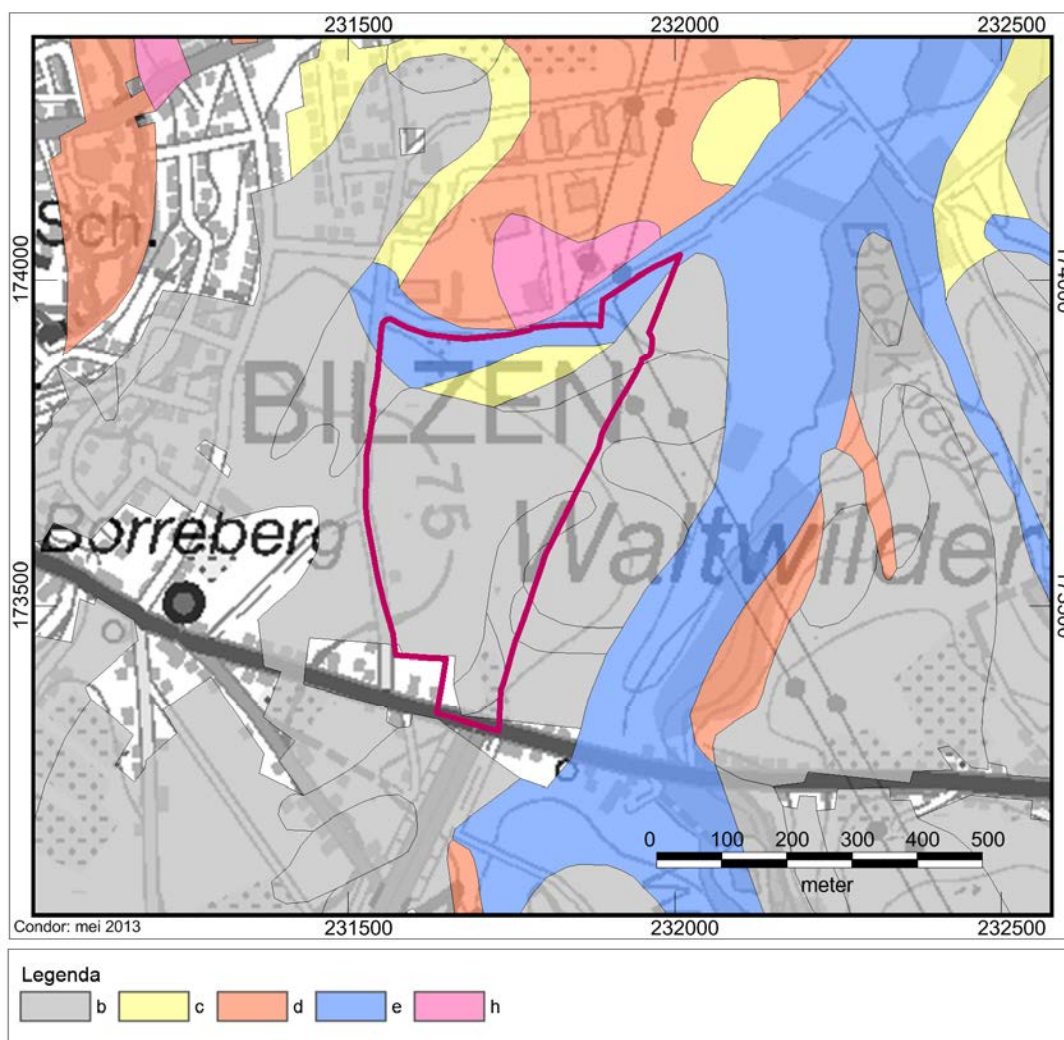 231500 232000 232500
Sch.
174000 174000
BILZEN
75
Broekbeek
Borreberg
Waltwilder
173500 173500
0 100 200 300 400 500
meter
Condor: mei 2013
231500 232000 232500
Legenda
b c d e h